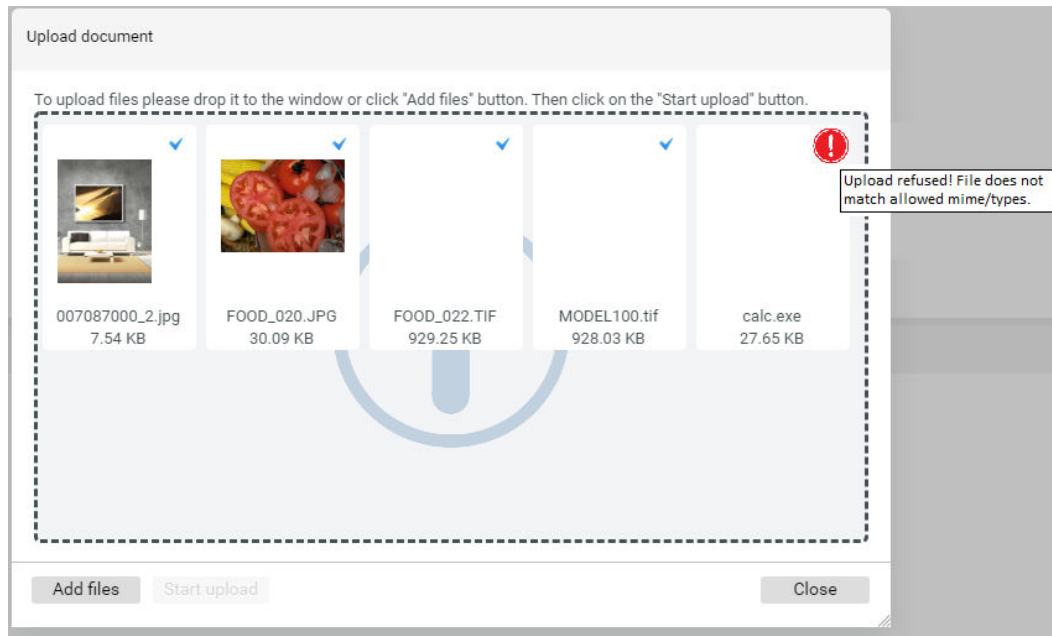 Upload document
To upload files please drop it to the window or click "Add files" button. Then click on the "Start upload" button.
Upload refused! File does not
match allowed mime/types.
007087000_2.jpg
7.54 KB
FOOD_020.JPG
30.09 KB
FOOD_022.TIF
929.25 KB
MODEL100.tif
928.03 KB
calc.exe
27.65 KB
Add files
Start upload
Close